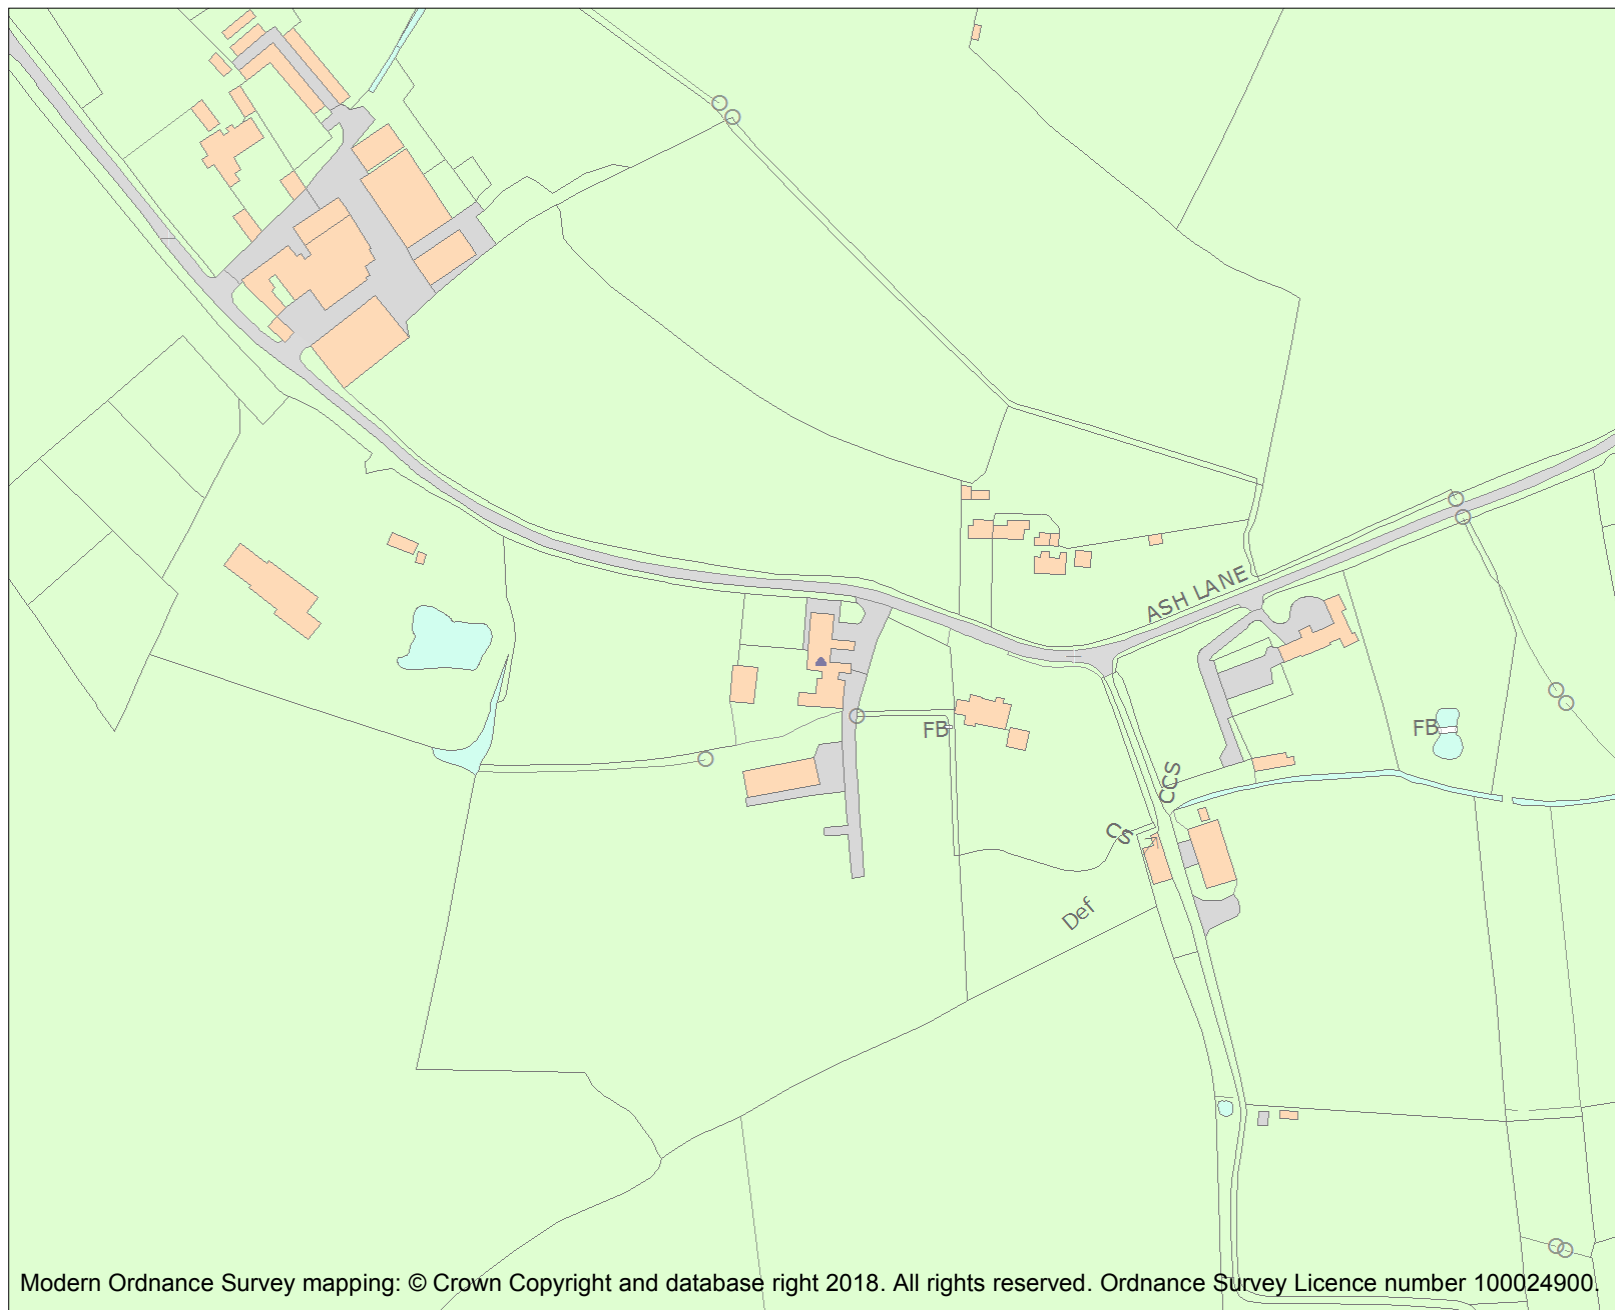 ASH LANE
FB
FB
CCS
Cs
Def
Modern Ordnance Survey mapping: © Crown Copyright and database right 2018. All rights reserved. Ordnance Survey Licence number 100024900.